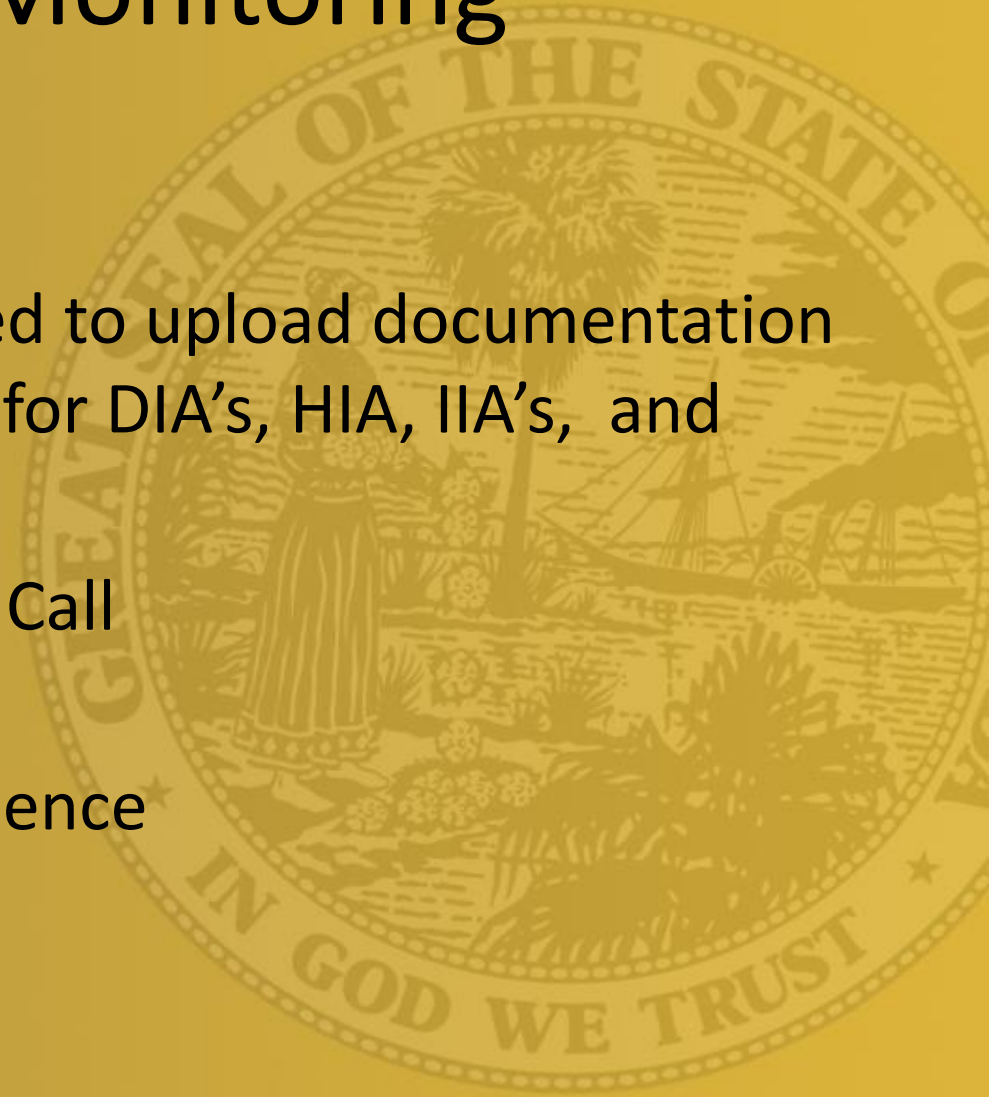 Monitoring
GREAT SEAL OF THE STATE O
ed to upload documentation
for DIA’s, HIA, IIA’s,  and
Call
ence
IN GOD WE TRUST